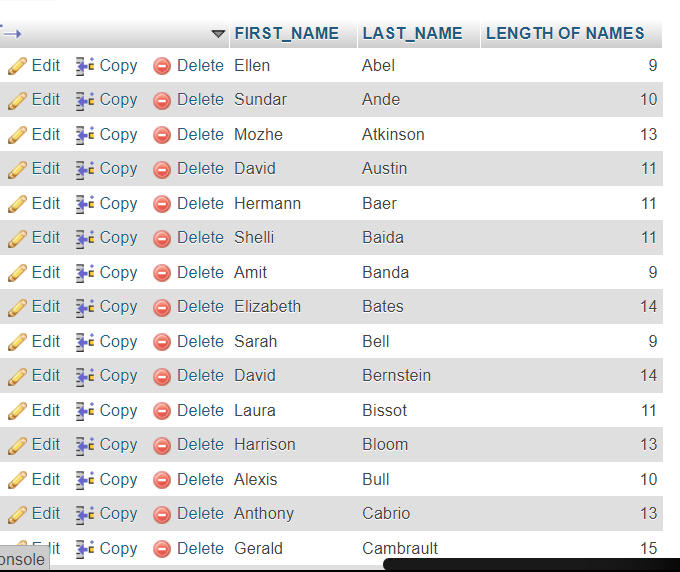 FIRST_NAME LAST_NAME LENGTH OF NAMES
Edit Copy Delete Ellen Abel 9
Edit Copy Delete Sundar Ande 10
Edit Copy Delete Mozhe Atkinson 13
Edit Copy Delete David Austin 11
Edit Copy Delete Hermann Baer 11
Edit Copy Delete Shelli Baida 11
Edit Copy Delete Amit Banda 9
Edit Copy Delete Elizabeth Bates 14
Edit Copy Delete Sarah Bell 9
Edit Copy Delete David Bernstein 14
Edit Copy Delete Laura Bissot 11
Edit Copy Delete Harrison Bloom 13
Edit Copy Delete Alexis Bull 10
Edit Copy Delete Anthony Cabrio 13
Edit Copy Delete Gerald Cambrault 15
onsole